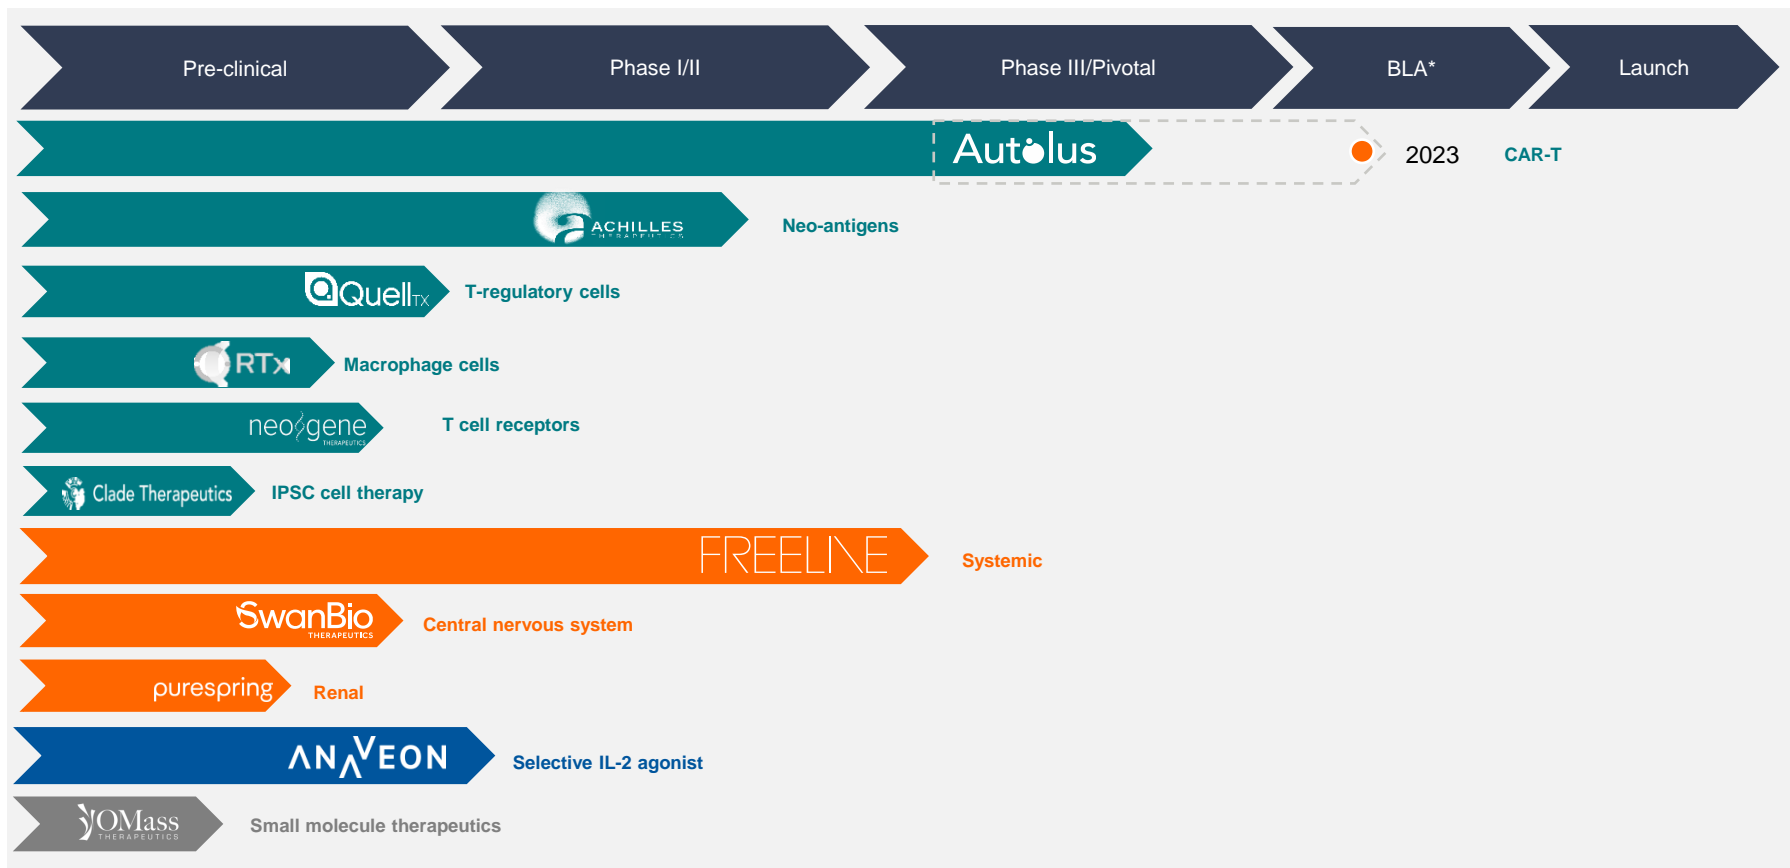 Pre-clinical
Phase I/II
Phase III/Pivotal
BLA*
Launch
Autolus
2023
CAR-T
ACHILLES
THERAPEUTICS
Neo-antigens
QuellTX
T-regulatory cells
RTx
Macrophage cells
neogene
THERAPEUTICS
T cell receptors
Clade Therapeutics
IPSC cell therapy
FREELINE
Systemic
SwanBio
THERAPEUTICS
Central nervous system
purespring
Renal
ANAVEON
Selective IL-2 agonist
OMass
THERAPEUTICS
Small molecule therapeutics